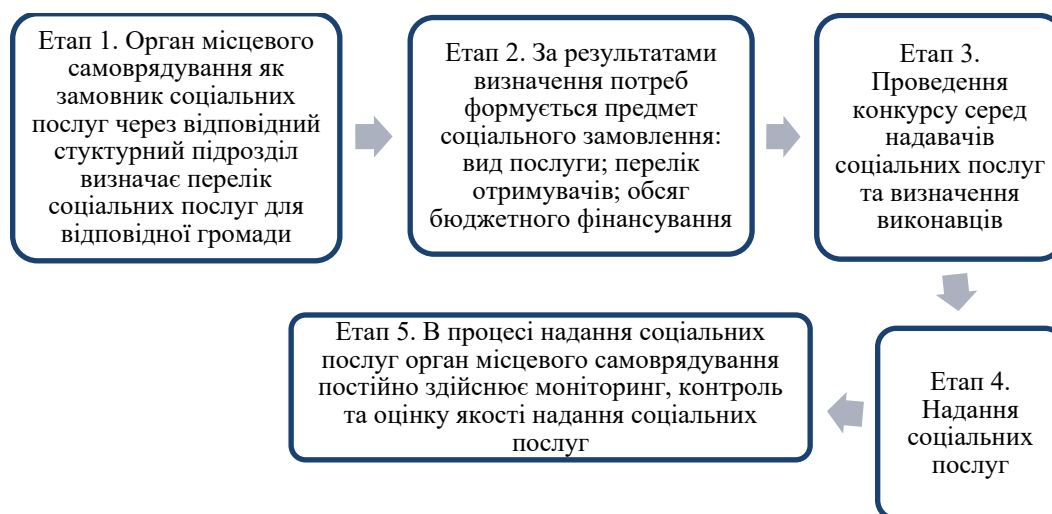 Етап 1. Орган місцевого
самоврядування як
замовник соціальних
послуг через відповідний
стуктурний підрозділ
визначає перелік
соціальних послуг для
відповідної громади
Етап 2. За результатами
визначення потреб
формується предмет
соціального замовлення:
вид послуги; перелік
отримувачів; обсяг
бюджетного фінансування
Етап 3.
Проведення
конкурсу серед
надавачів
соціальних послуг
та визначення
виконавців
Етап 4.
Надання
соціальних
послуг
Етап 5. В процесі надання соціальних
послуг орган місцевого самоврядування
постійно здійснює моніторинг, контроль
та оцінку якості надання соціальних
послуг